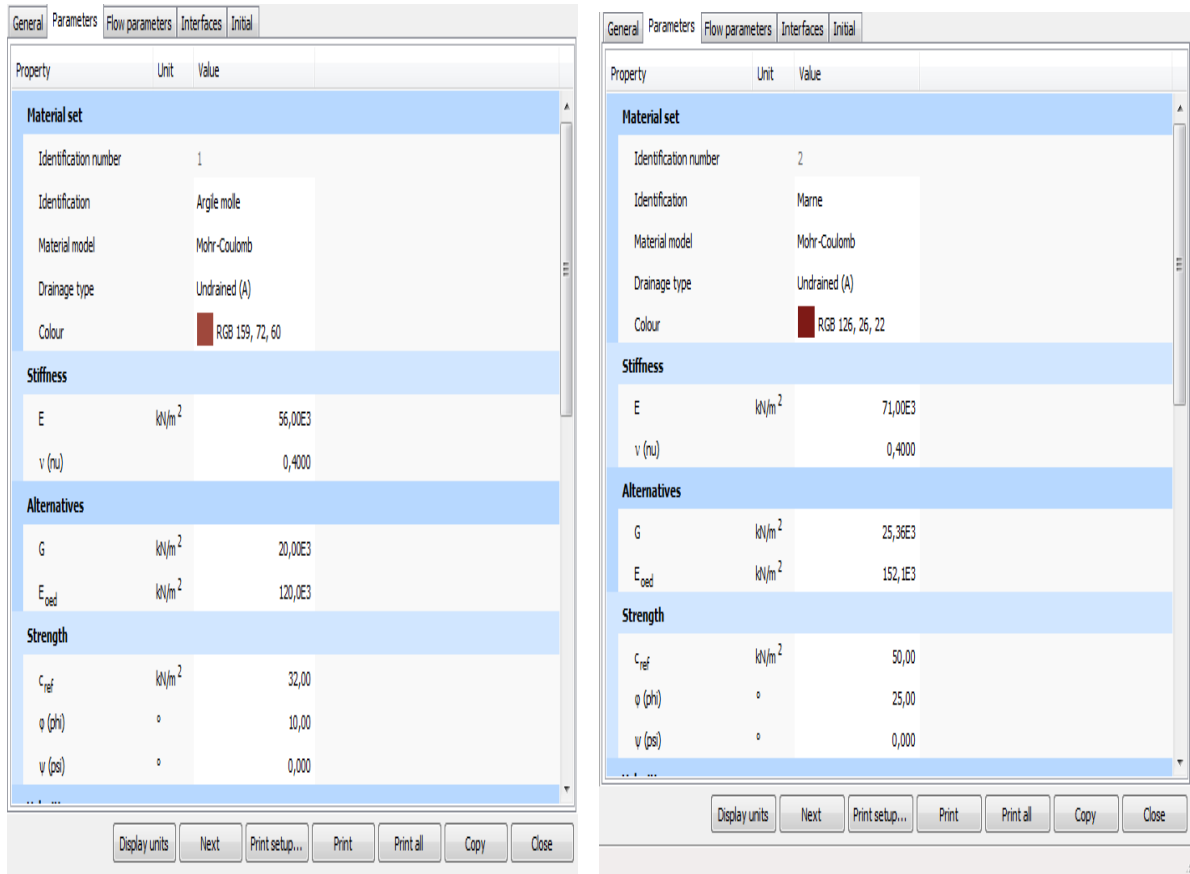 General Parameters Flow parameters Interfaces Initial
Property Unit Value
Material set
Identification number 1
Identification Argile molle
Material model Mohr-Coulomb
Drainage type Undrained (A)
Colour RGB 159, 72, 60
Stiffness
E kN/m² 56,00E3
ν (nu) 0,4000
Alternatives
G kN/m² 20,00E3
E_oed kN/m² 120,0E3
Strength
c_ref kN/m² 32,00
φ (phi) ° 10,00
ψ (psi) ° 0,000
Display units Next Print setup... Print Print all Copy Close
General Parameters Flow parameters Interfaces Initial
Property Unit Value
Material set
Identification number 2
Identification Marne
Material model Mohr-Coulomb
Drainage type Undrained (A)
Colour RGB 126, 26, 22
Stiffness
E kN/m² 71,00E3
ν (nu) 0,4000
Alternatives
G kN/m² 25,36E3
E_oed kN/m² 152,1E3
Strength
c_ref kN/m² 50,00
φ (phi) ° 25,00
ψ (psi) ° 0,000
Display units Next Print setup... Print Print all Copy Close